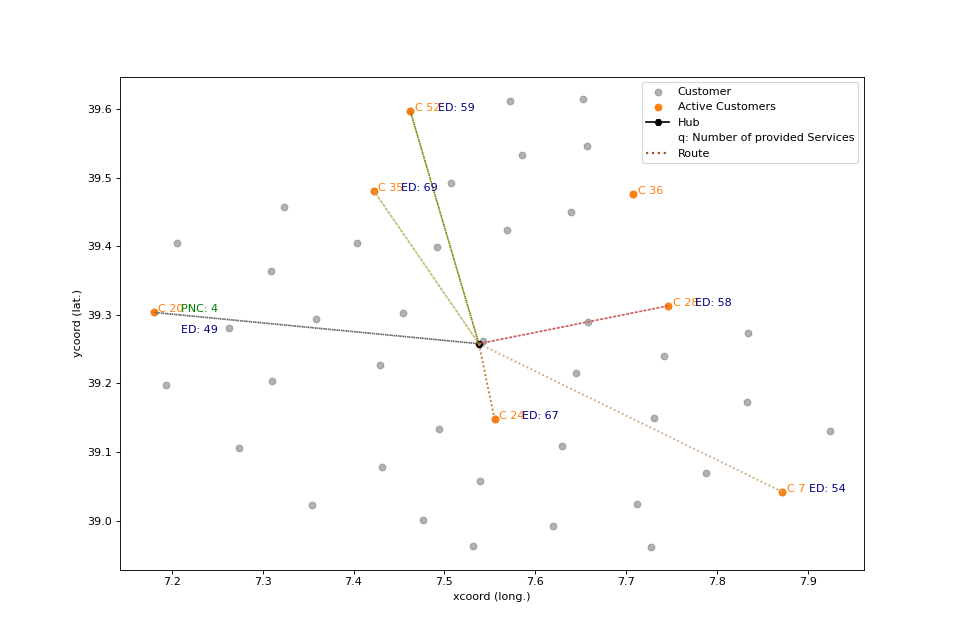 Customer
Active Customers
Hub
q: Number of provided Services
Route
C 52 ED: 59
C 35 ED: 69
C 36
C 20 PNC: 4
ED: 49
C 28 ED: 58
C 24 ED: 67
C 7 ED: 54
39.6
39.5
39.4
39.3
39.2
39.1
39.0
ycoord (lat.)
7.2 7.3 7.4 7.5 7.6 7.7 7.8 7.9
xcoord (long.)